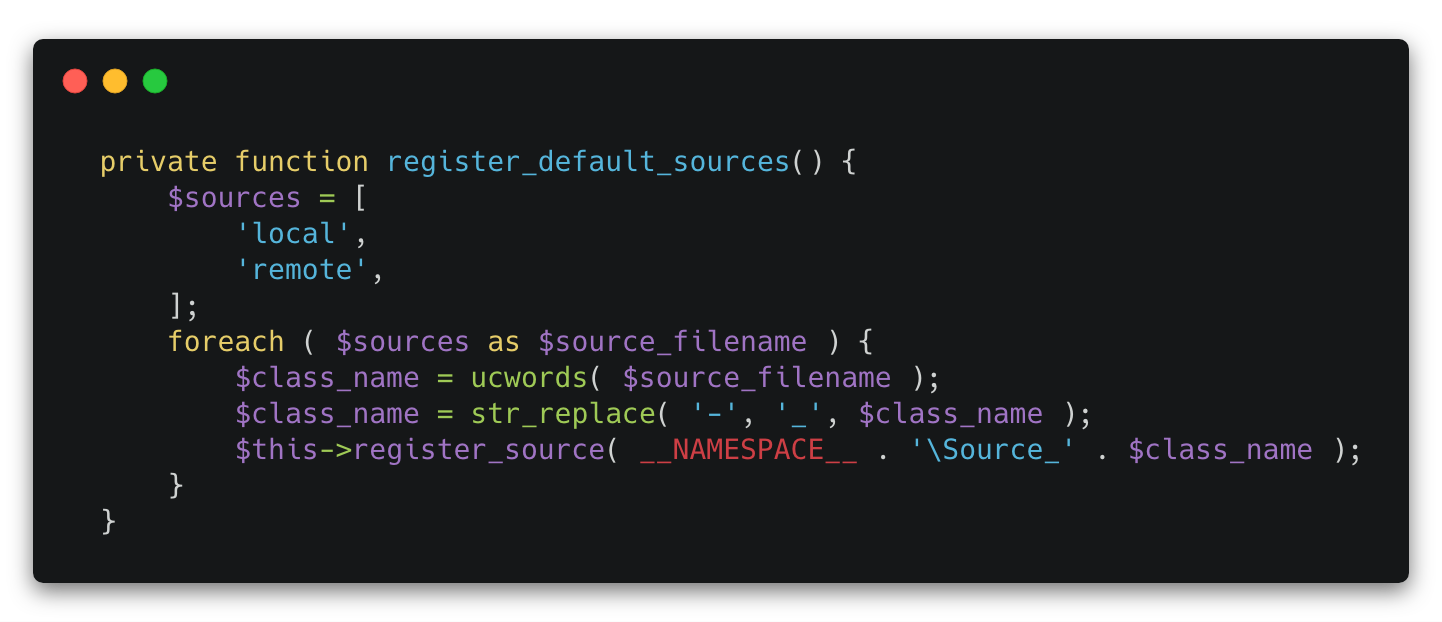 private function register_default_sources() {
    $sources = [
        'local',
        'remote',
    ];
    foreach ( $sources as $source_filename ) {
        $class_name = ucwords( $source_filename );
        $class_name = str_replace( '-', '_', $class_name );
        $this->register_source( __NAMESPACE__ . '\Source_' . $class_name );
    }
}